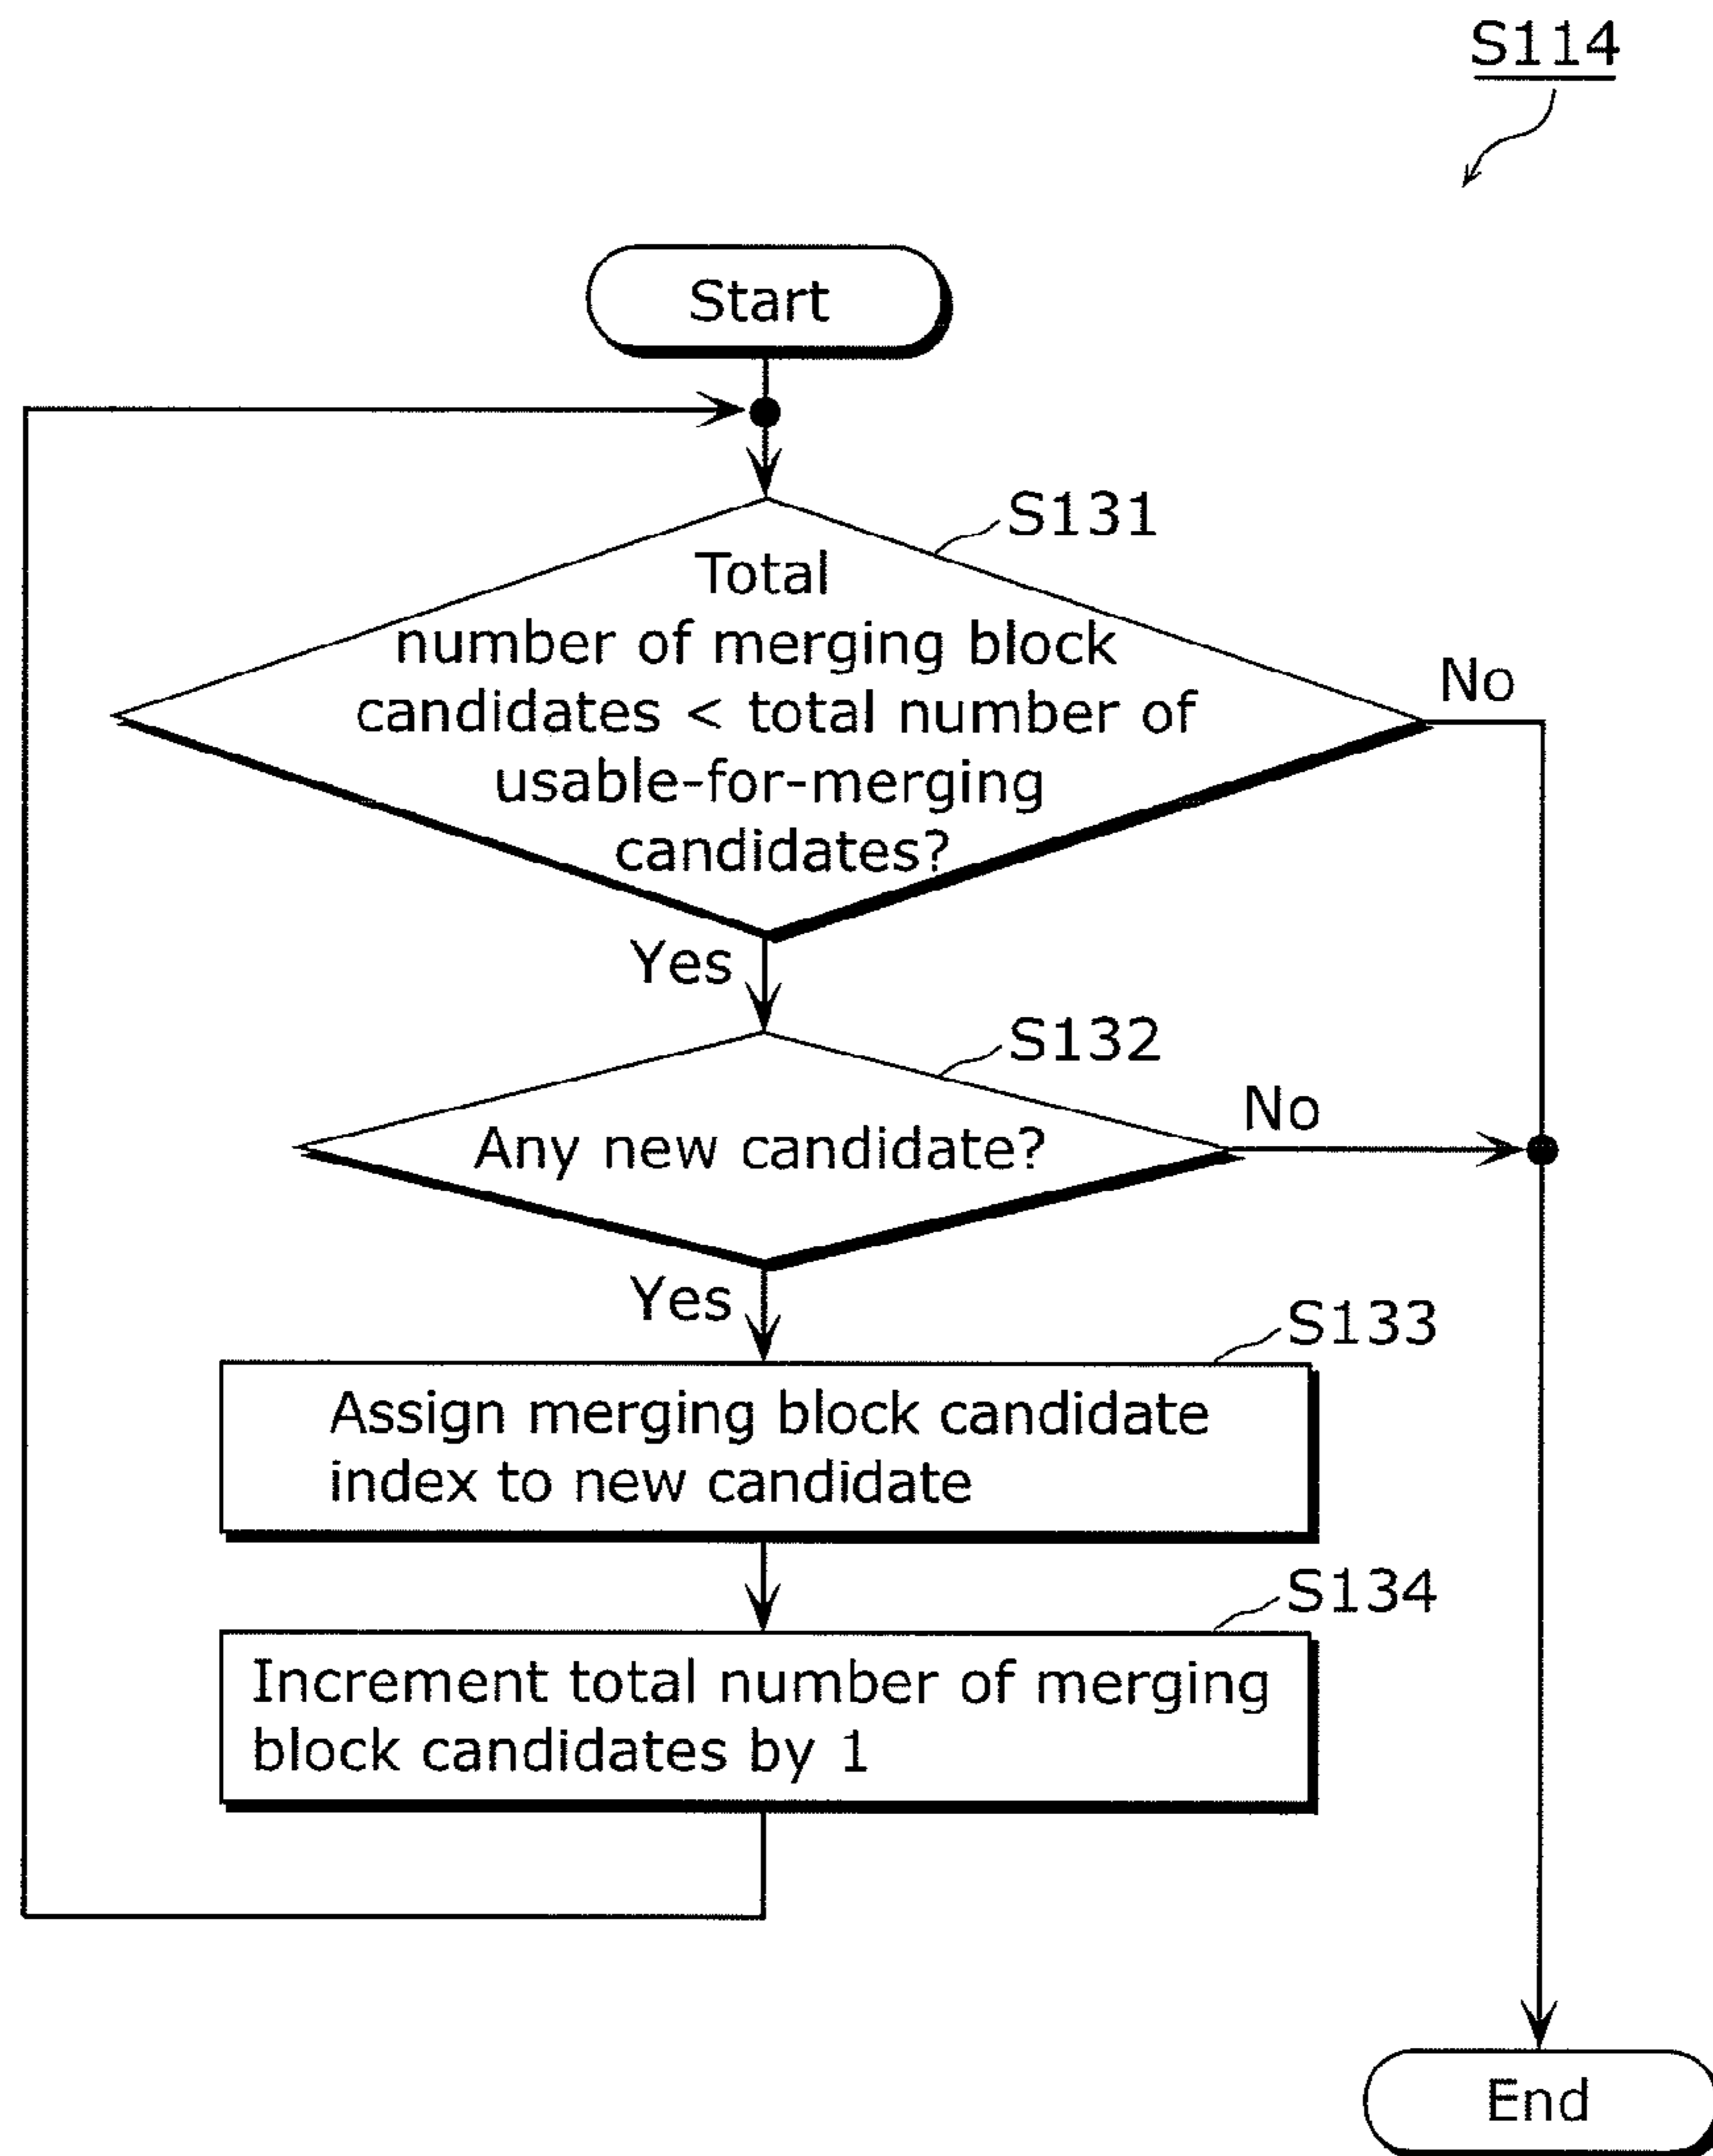 S114
Start
S131
Total
number of merging block
candidates < total number of
usable-for-merging
candidates?
No
Yes
S132
Any new candidate?
No
Yes
S133
Assign merging block candidate
index to new candidate
S134
Increment total number of merging
block candidates by 1
End